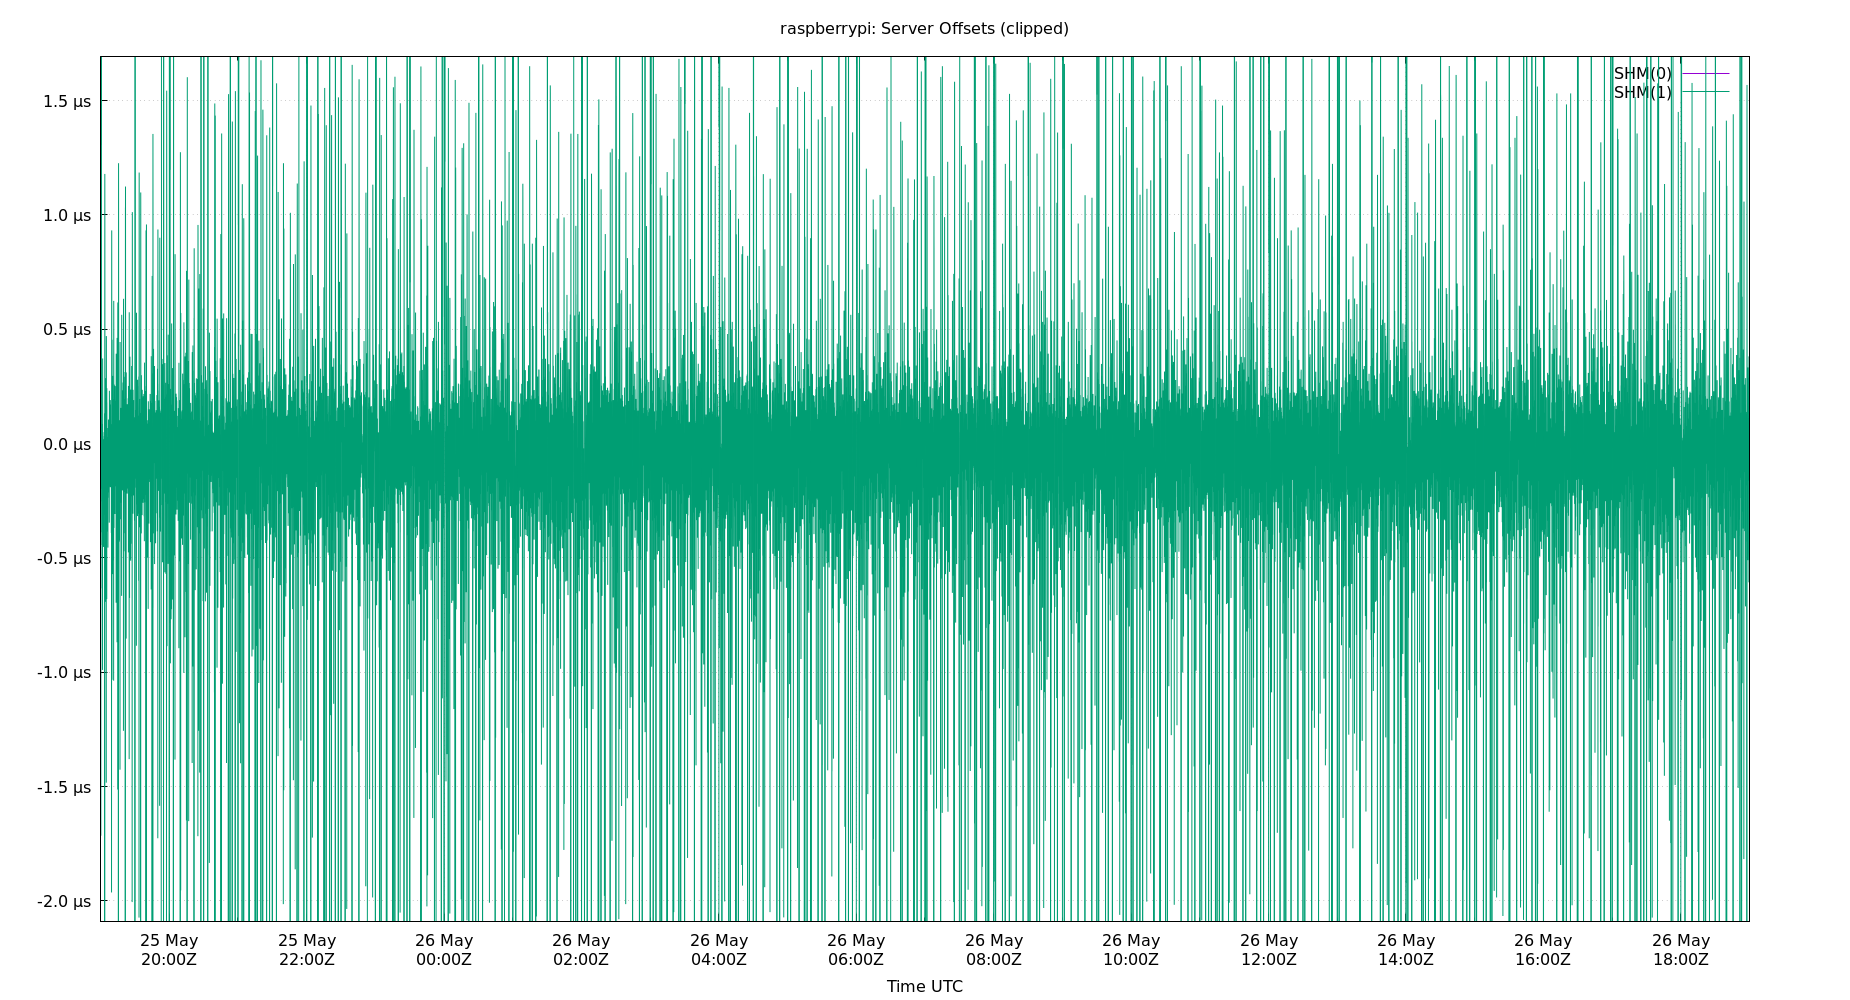 raspberrypi: Server Offsets (clipped)
SHM(0)
SHM(1)
1.5 µs
1.0 µs
0.5 µs
0.0 µs
-0.5 µs
-1.0 µs
-1.5 µs
-2.0 µs
25 May 25 May 26 May 26 May 26 May 26 May 26 May 26 May 26 May 26 May 26 May 26 May
20:00Z 22:00Z 00:00Z 02:00Z 04:00Z 06:00Z 08:00Z 10:00Z 12:00Z 14:00Z 16:00Z 18:00Z
Time UTC